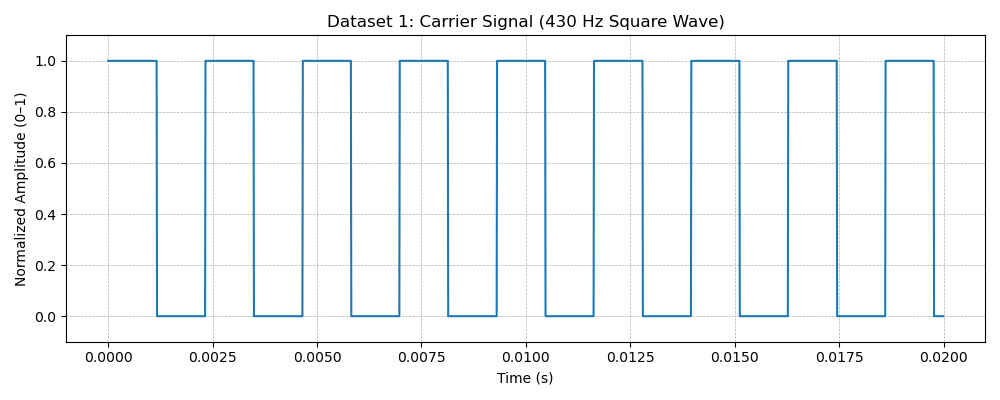 Dataset 1: Carrier Signal (430 Hz Square Wave)
Normalized Amplitude (0–1)
1.0
0.8
0.6
0.4
0.2
0.0
0.0000 0.0025 0.0050 0.0075 0.0100 0.0125 0.0150 0.0175 0.0200
Time (s)